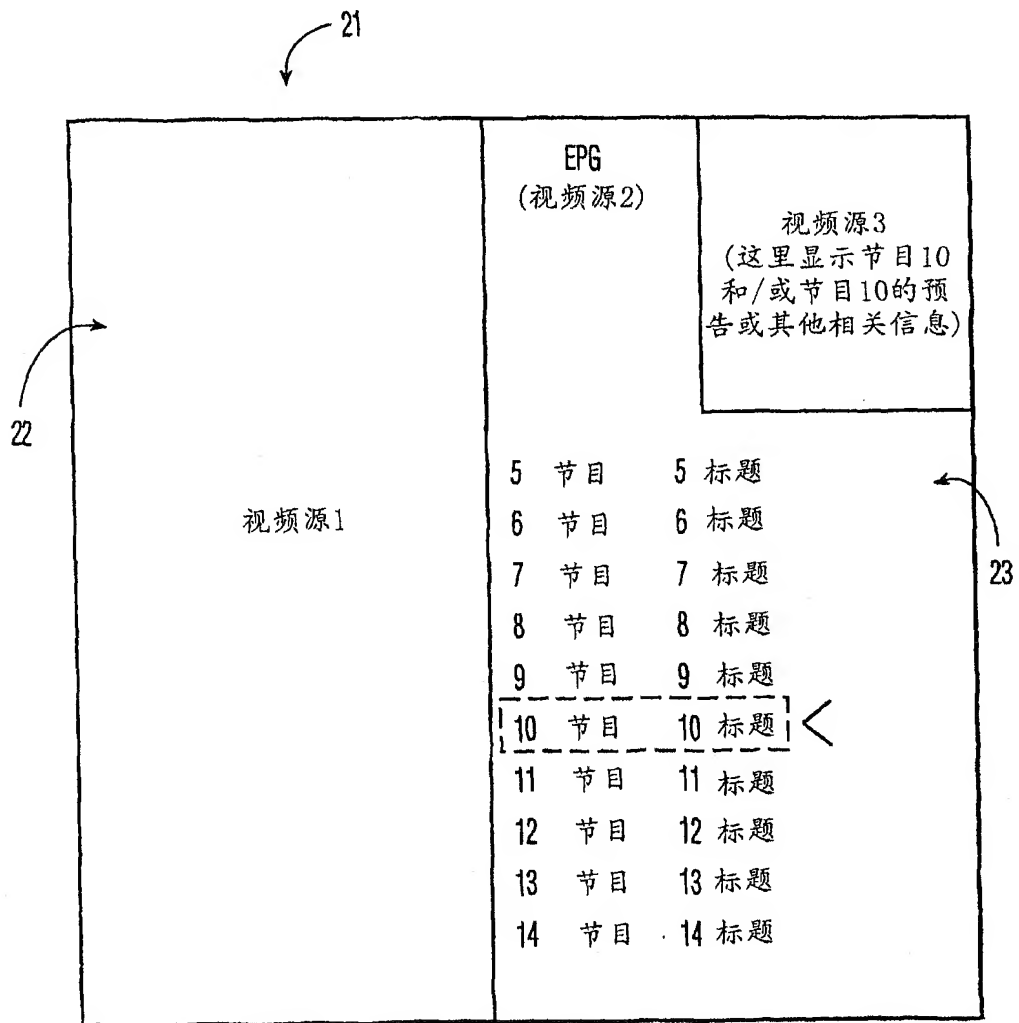 21
EPG
(视频源2)
视频源3
(这里显示节目10
和/或节目10的预
告或其他相关信息)
22
视频源1
5 节目 5 标题
6 节目 6 标题
7 节目 7 标题
8 节目 8 标题
9 节目 9 标题
10 节目 10 标题 <
11 节目 11 标题
12 节目 12 标题
13 节目 13 标题
14 节目 14 标题
23